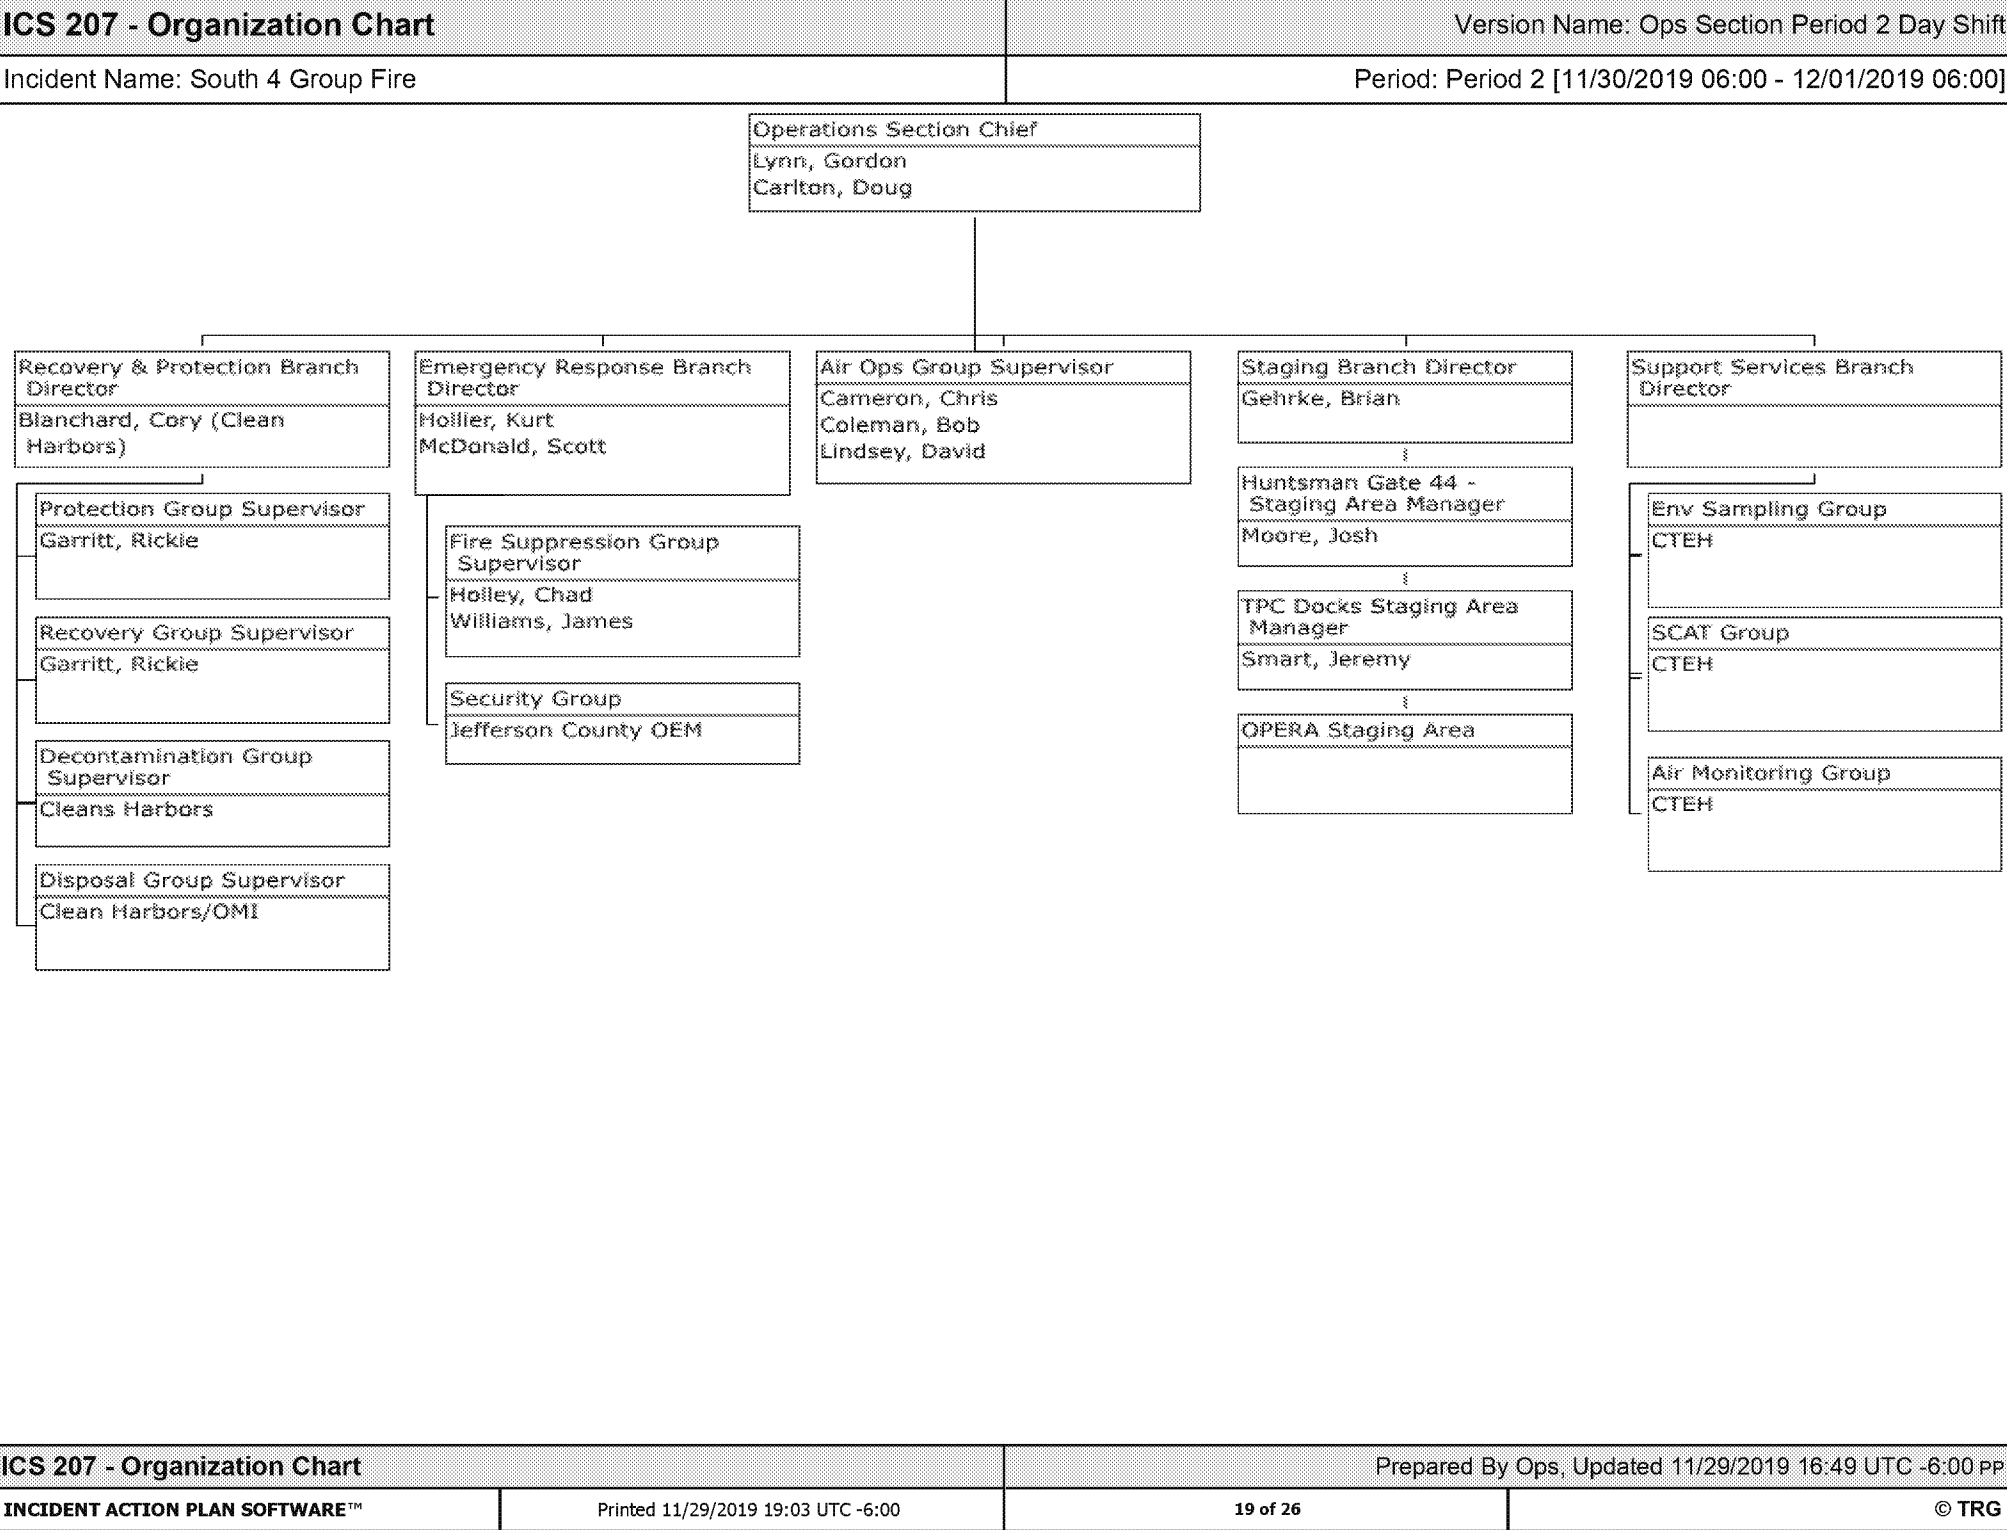 ICS 207 - Organization Chart
Version Name: Ops Section Period 2 Day Shift
Incident Name: South 4 Group Fire
Period: Period 2 [11/30/2019 06:00 - 12/01/2019 06:00]
Operations Section Chief
Lynn, Gordon
Carlton, Doug
Recovery & Protection Branch
Director
Blanchard, Cory (Clean
Harbors)
Protection Group Supervisor
Garritt, Rickie
Recovery Group Supervisor
Garritt, Rickie
Decontamination Group
Supervisor
Cleans Harbors
Disposal Group Supervisor
Clean Harbors/OMI
Emergency Response Branch
Director
Hollier, Kurt
McDonald, Scott
Fire Suppression Group
Supervisor
Holley, Chad
Williams, James
Security Group
Jefferson County OEM
Air Ops Group Supervisor
Cameron, Chris
Coleman, Bob
Lindsey, David
Staging Branch Director
Gehrke, Brian
Huntsman Gate 44 -
Staging Area Manager
Moore, Josh
TPC Docks Staging Area
Manager
Smart, Jeremy
OPERA Staging Area
Support Services Branch
Director
Env Sampling Group
CTEH
SCAT Group
CTEH
Air Monitoring Group
CTEH
ICS 207 - Organization Chart
Prepared By Ops, Updated 11/29/2019 16:49 UTC -6:00 PP
INCIDENT ACTION PLAN SOFTWARE™
Printed 11/29/2019 19:03 UTC -6:00
19 of 26
© TRG